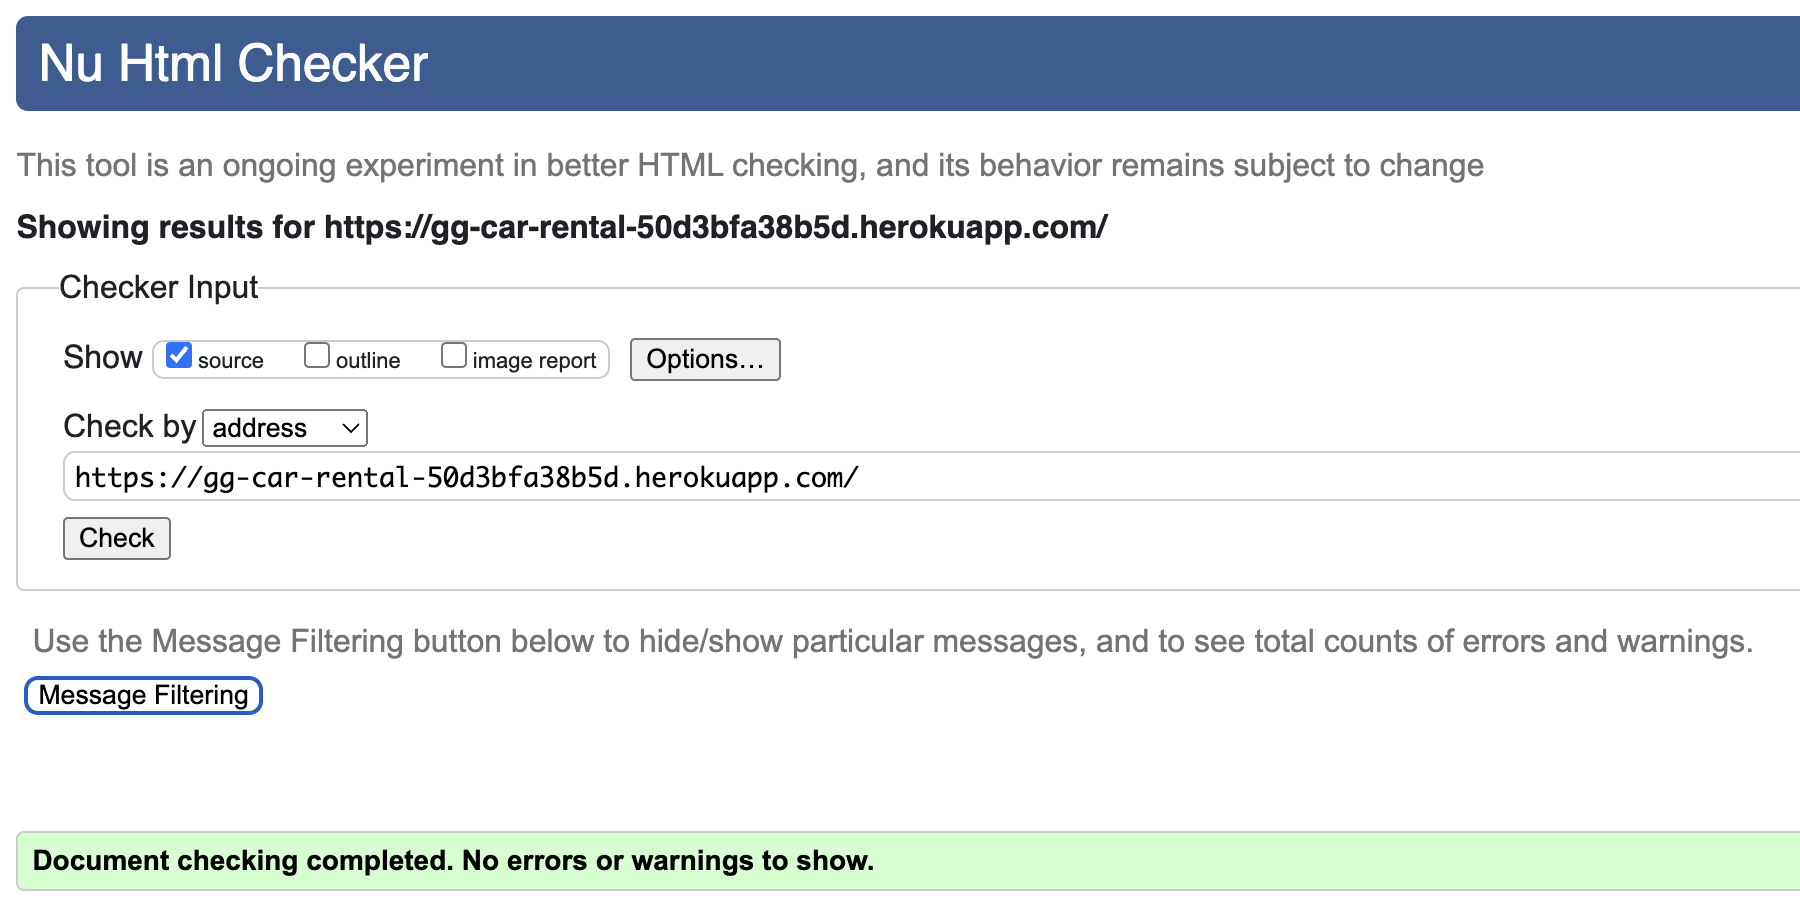 Nu Html Checker
This tool is an ongoing experiment in better HTML checking, and its behavior remains subject to change
Showing results for https://gg-car-rental-50d3bfa38b5d.herokuapp.com/
Checker Input
Show source outline image report Options...
Check by address
https://gg-car-rental-50d3bfa38b5d.herokuapp.com/
Check
Use the Message Filtering button below to hide/show particular messages, and to see total counts of errors and warnings.
Message Filtering
Document checking completed. No errors or warnings to show.